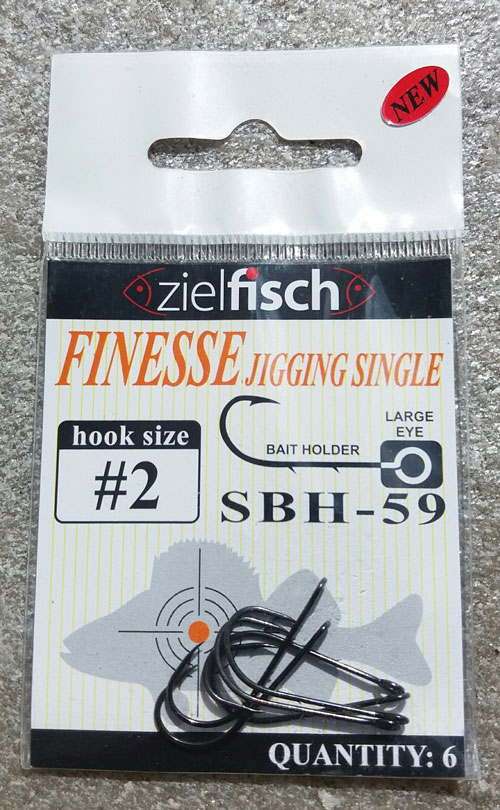 NEW
zielfisch
FINESSE JIGGING SINGLE
hook size
#2
BAIT HOLDER
LARGE
EYE
SBH-59
QUANTITY: 6